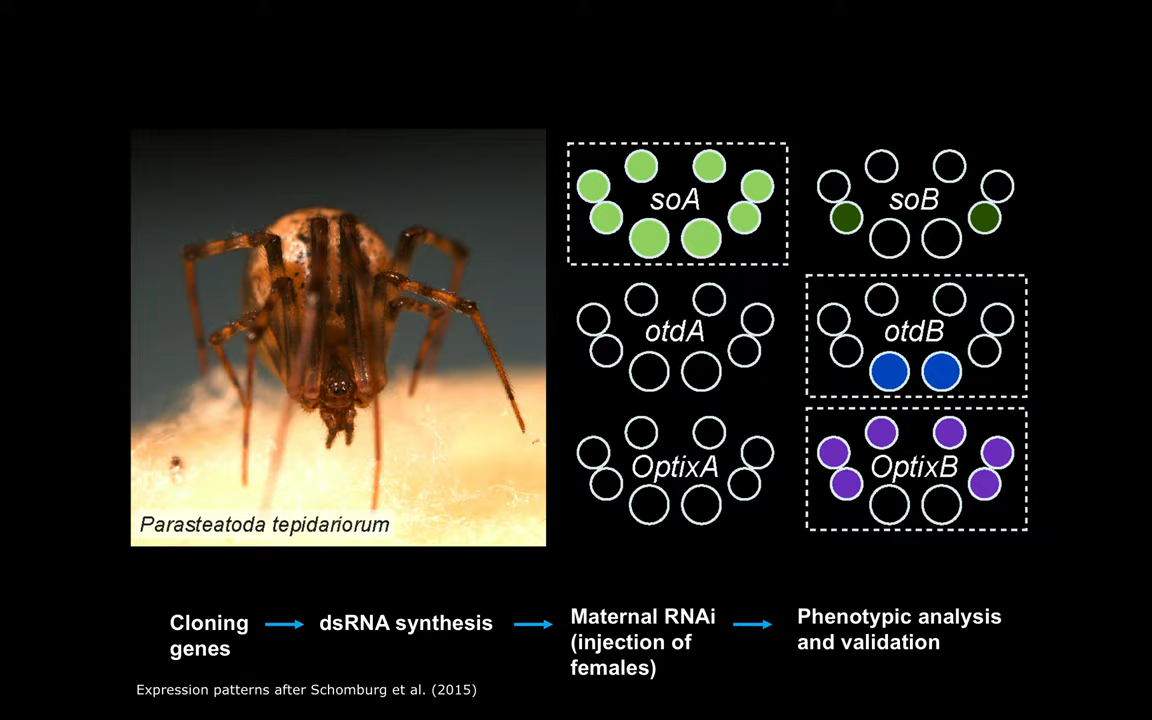 soA
soB
otdA
otdB
OptixA
OptixB
Parasteatoda tepidariorum
Cloning
genes
dsRNA synthesis
Maternal RNAi
(injection of
females)
Phenotypic analysis
and validation
Expression patterns after Schomburg et al. (2015)